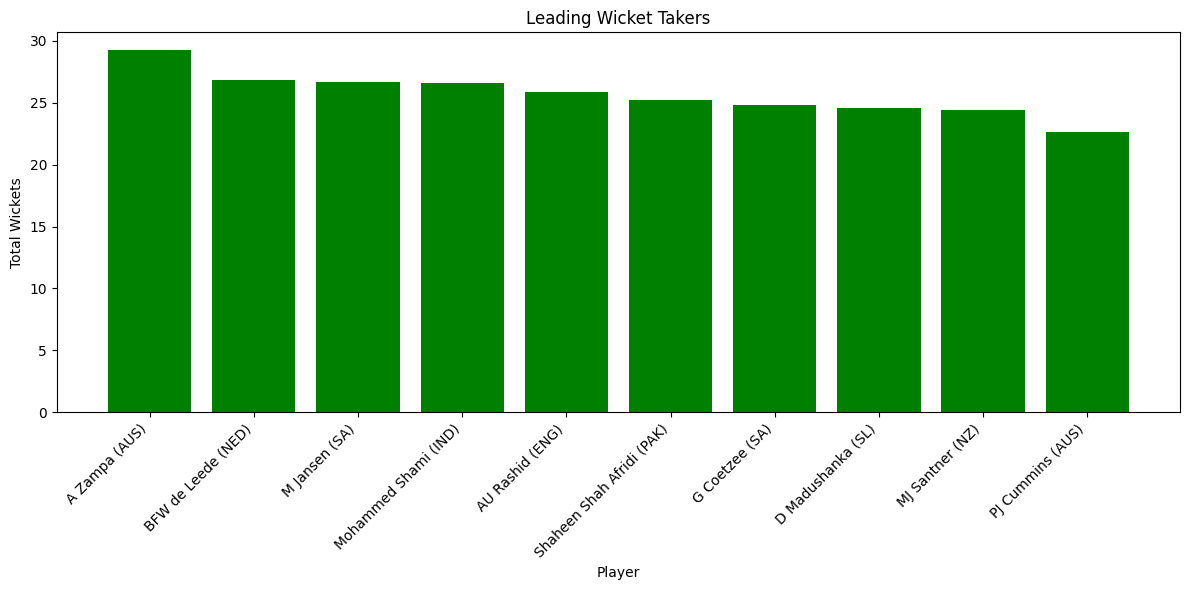 Leading Wicket Takers
30
25
20
15
10
5
0
Total Wickets
A Zampa (AUS)
BFW de Leede (NED)
M Jansen (SA)
Mohammed Shami (IND)
AU Rashid (ENG)
Shaheen Shah Afridi (PAK)
G Coetzee (SA)
D Madushanka (SL)
MJ Santner (NZ)
PJ Cummins (AUS)
Player